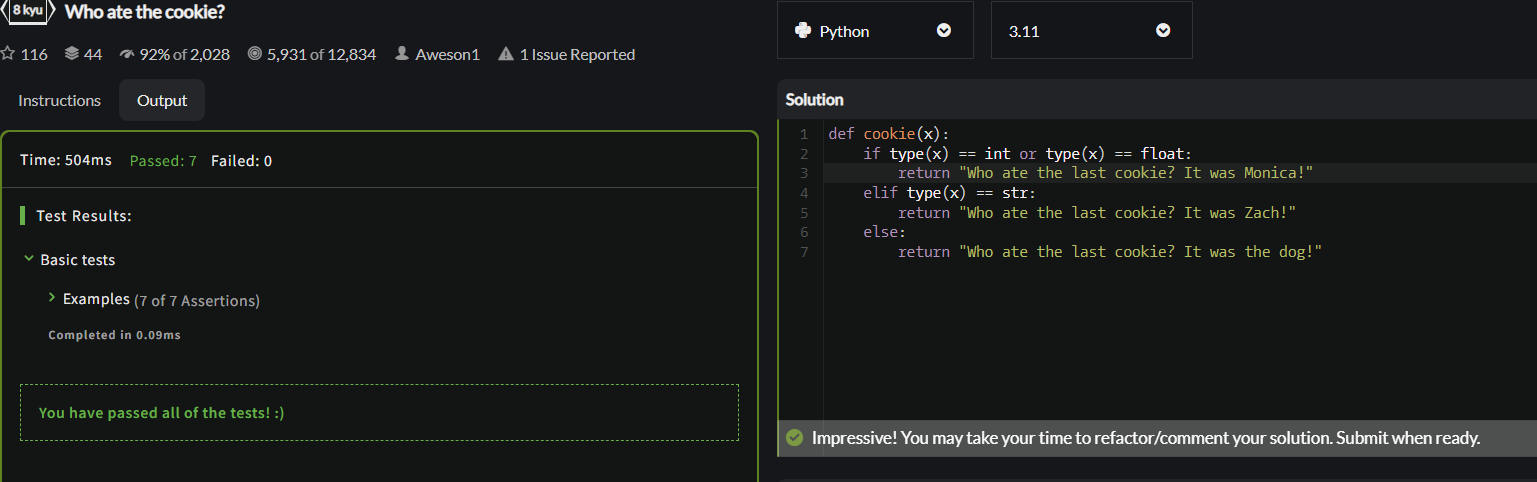 8 kyu Who ate the cookie?
116 44 92% of 2,028 5,931 of 12,834 Aweson1 1 Issue Reported
Instructions Output
Time: 504ms Passed: 7 Failed: 0
Test Results:
Basic tests
Examples (7 of 7 Assertions)
Completed in 0.09ms
You have passed all of the tests! :)
Python 3.11
Solution
1 def cookie(x):
2     if type(x) == int or type(x) == float:
3         return "Who ate the last cookie? It was Monica!"
4     elif type(x) == str:
5         return "Who ate the last cookie? It was Zach!"
6     else:
7         return "Who ate the last cookie? It was the dog!"
Impressive! You may take your time to refactor/comment your solution. Submit when ready.